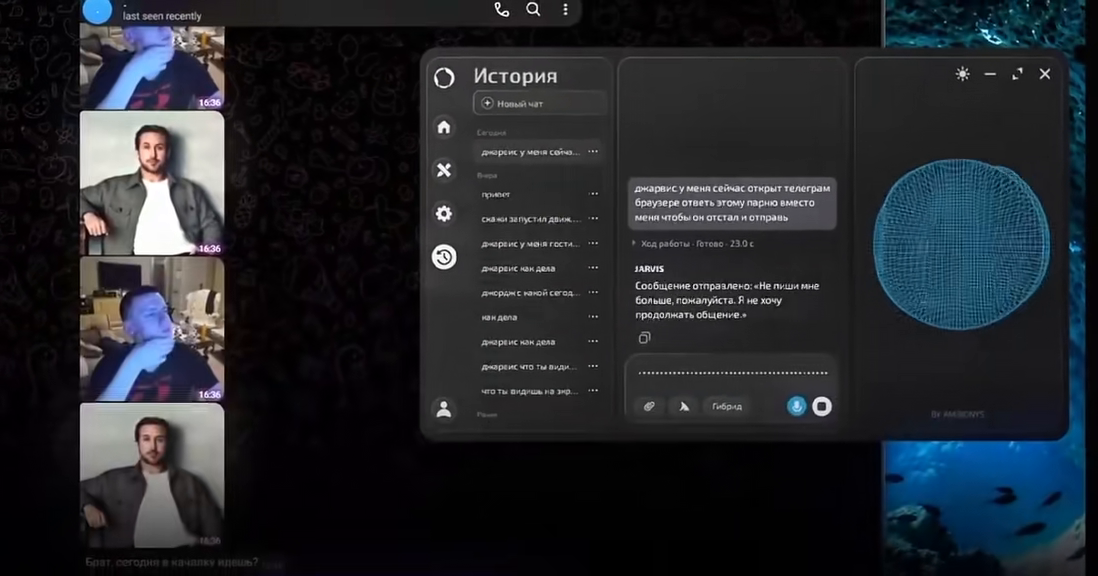 last seen recently
16:36
16:36
16:36
16:36
Брат, сегодня в качалку идешь?
История
Новый чат
Сегодня
джарвис у меня сейча...
Вчера
привет
скажи запустил движ...
джарвис у меня гости...
джарвис как дела
джордж с какой сегод...
как дела
джарвис как дела
джарвис что ты види...
что ты видишь на экр...
Ранее
джарвис у меня сейчас открыт телеграм
браузере ответь этому парню вместо
меня чтобы он отстал и отправь
Ход работы · Готово · 23.0 с
JARVIS
Сообщение отправлено: «Не пиши мне
больше, пожалуйста. Я не хочу
продолжать общение.»
Гибрид